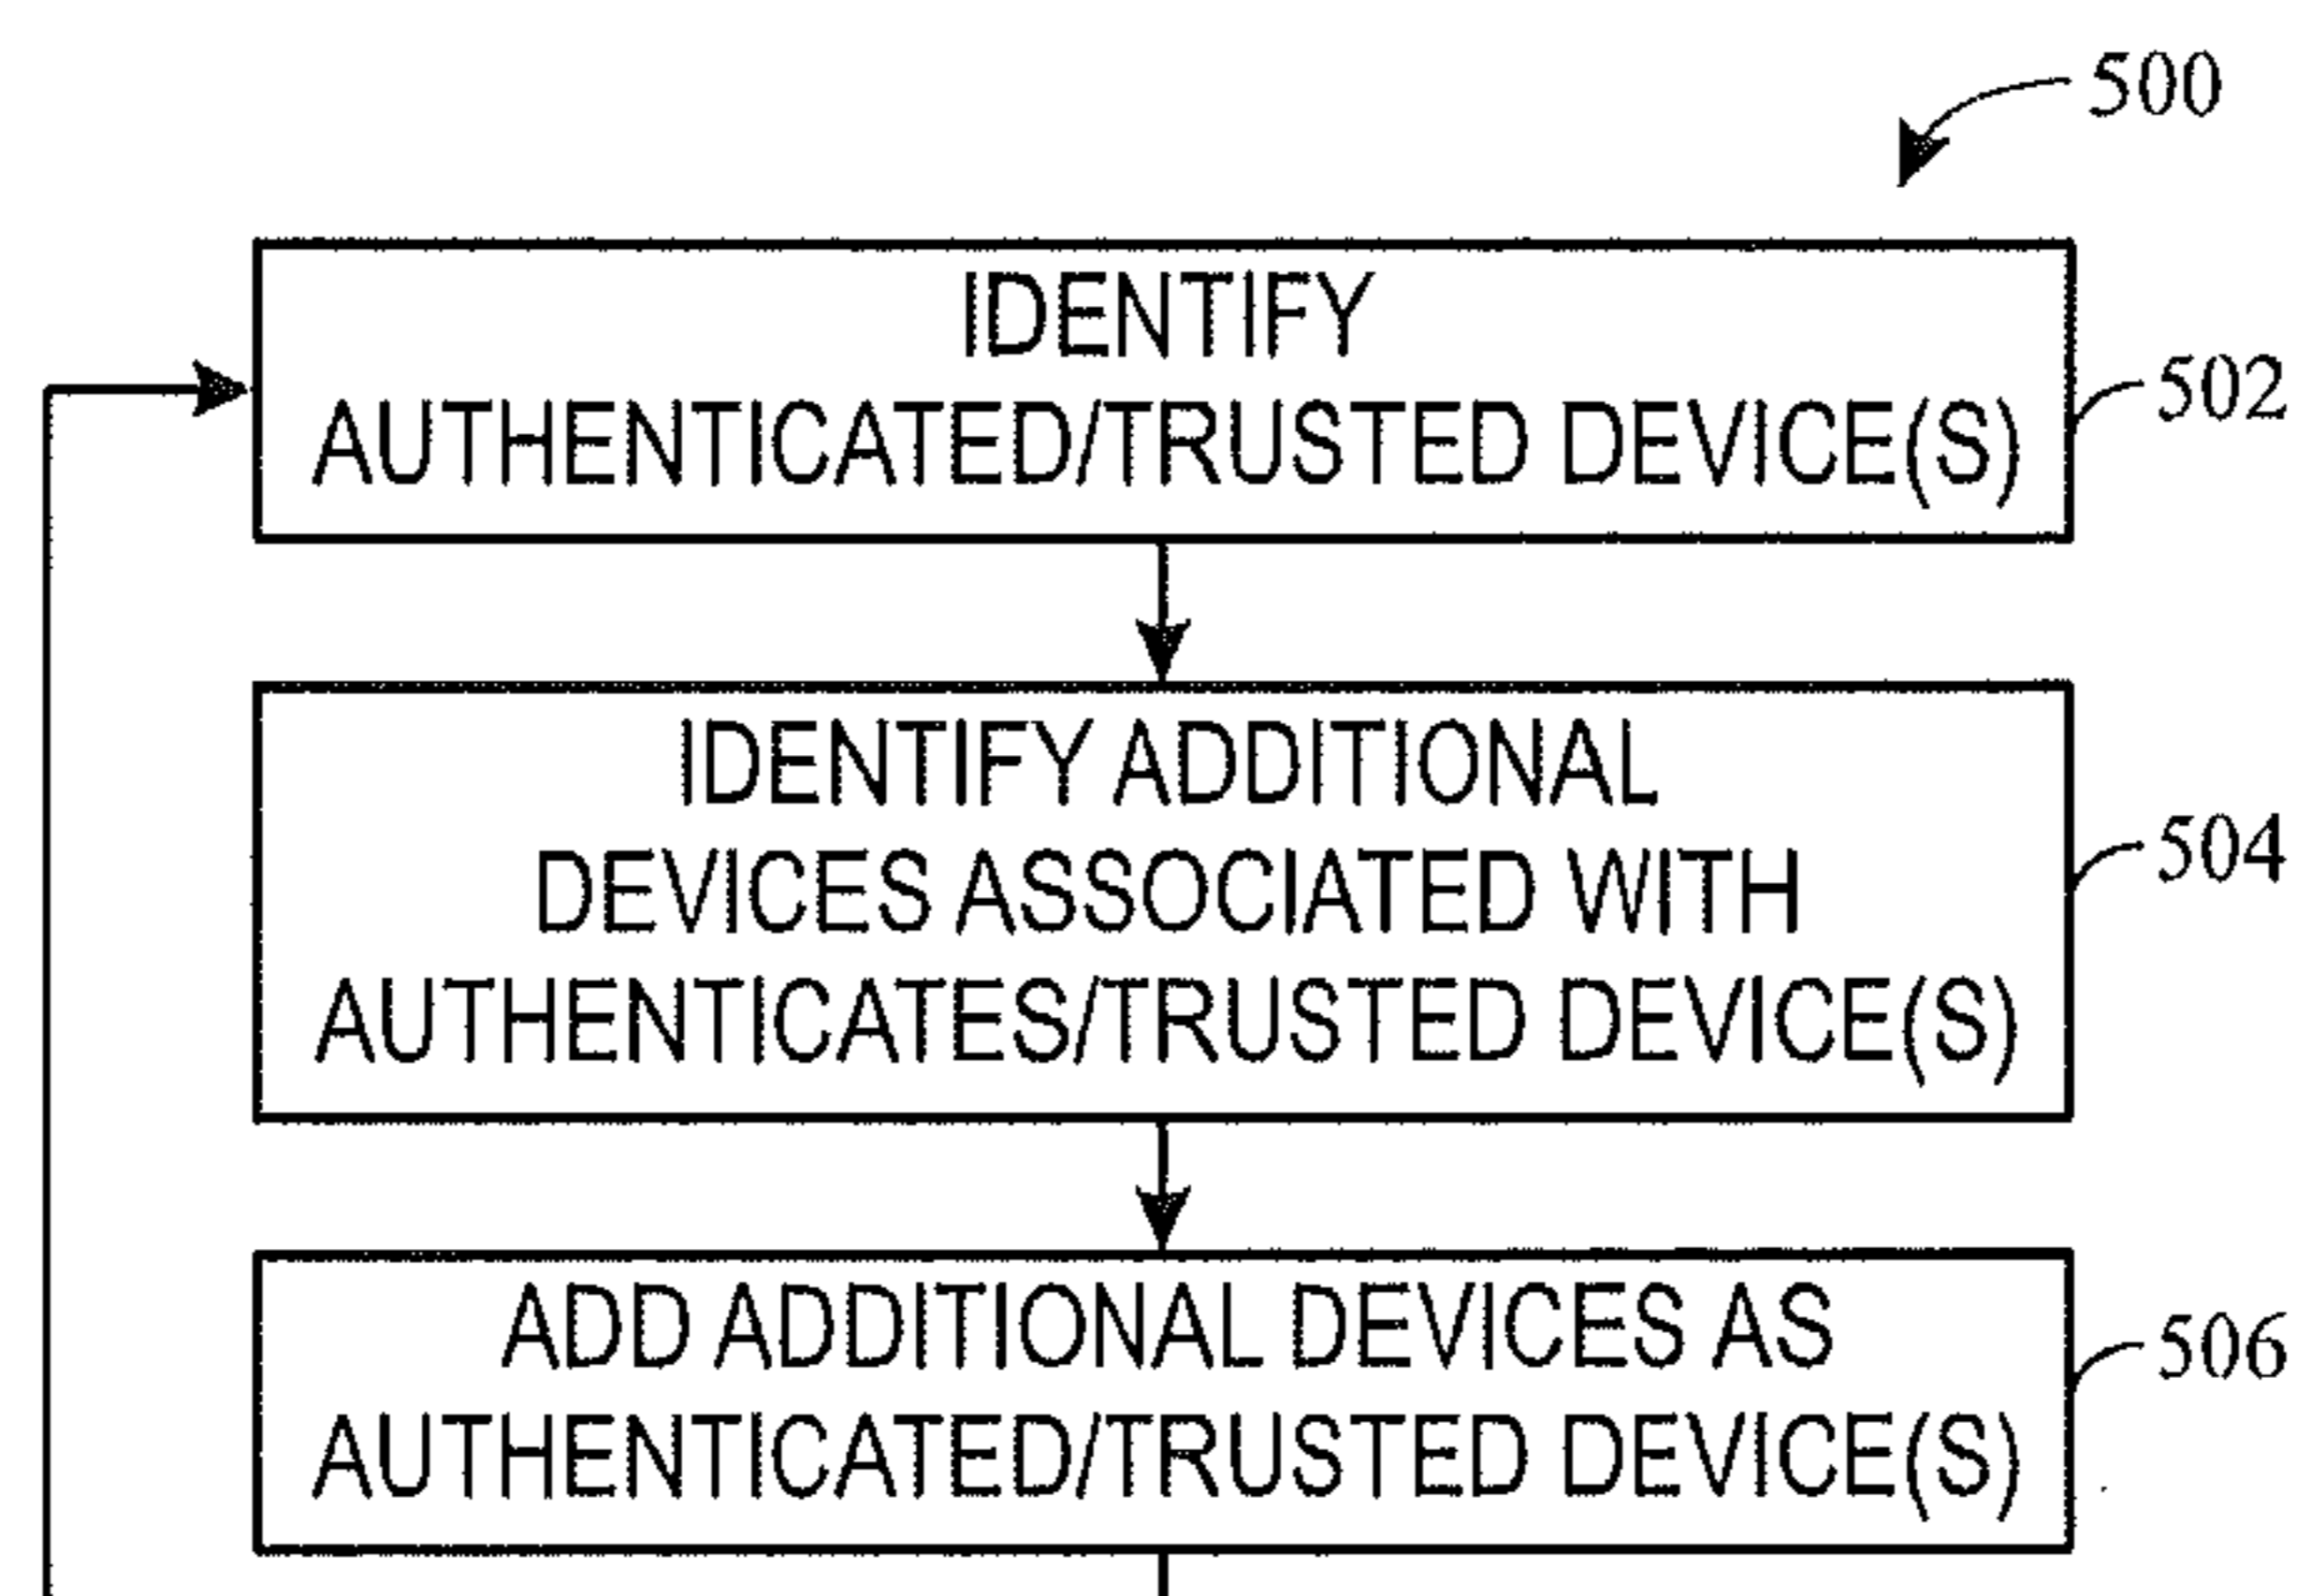 500
IDENTIFY
AUTHENTICATED/TRUSTED DEVICE(S)
502
IDENTIFY ADDITIONAL
DEVICES ASSOCIATED WITH
AUTHENTICATES/TRUSTED DEVICE(S)
504
ADD ADDITIONAL DEVICES AS
AUTHENTICATED/TRUSTED DEVICE(S)
506